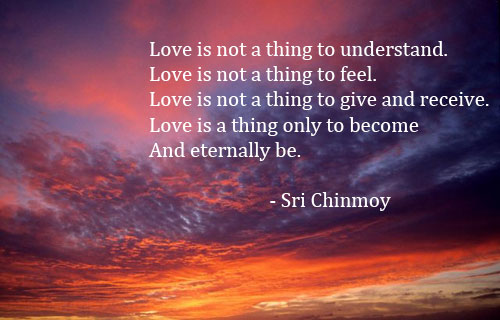 Love is not a thing to understand.
Love is not a thing to feel.
Love is not a thing to give and receive.
Love is a thing only to become
And eternally be.
- Sri Chinmoy